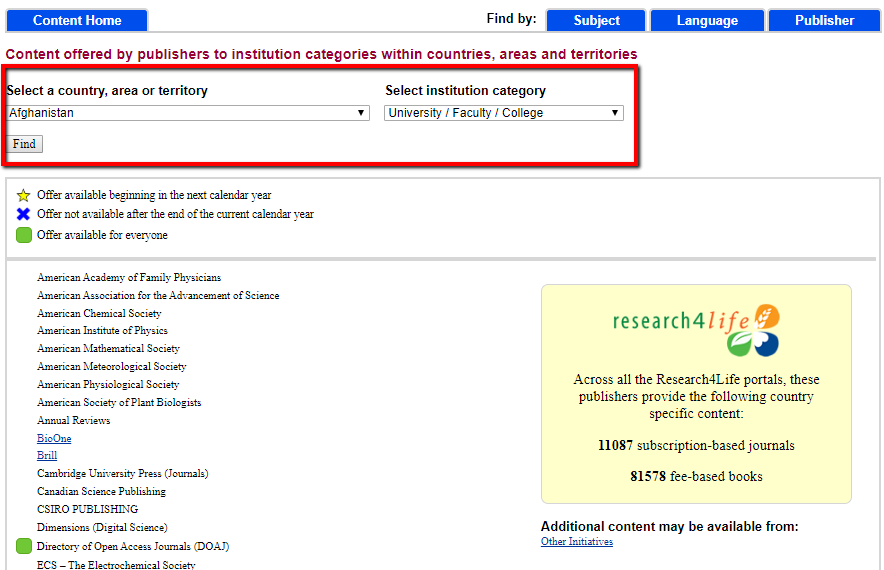 Content Home
Find by:
Subject
Language
Publisher
Content offered by publishers to institution categories within countries, areas and territories
Select a country, area or territory
Select institution category
Afghanistan
University / Faculty / College
Find
Offer available beginning in the next calendar year
Offer not available after the end of the current calendar year
Offer available for everyone
American Academy of Family Physicians
American Association for the Advancement of Science
American Chemical Society
American Institute of Physics
American Mathematical Society
American Meteorological Society
American Physiological Society
American Society of Plant Biologists
Annual Reviews
BioOne
Brill
Cambridge University Press (Journals)
Canadian Science Publishing
CSIRO PUBLISHING
Dimensions (Digital Science)
Directory of Open Access Journals (DOAJ)
ECS – The Electrochemical Society
research4life
Across all the Research4Life portals, these
publishers provide the following country
specific content:
11087 subscription-based journals
81578 fee-based books
Additional content may be available from:
Other Initiatives